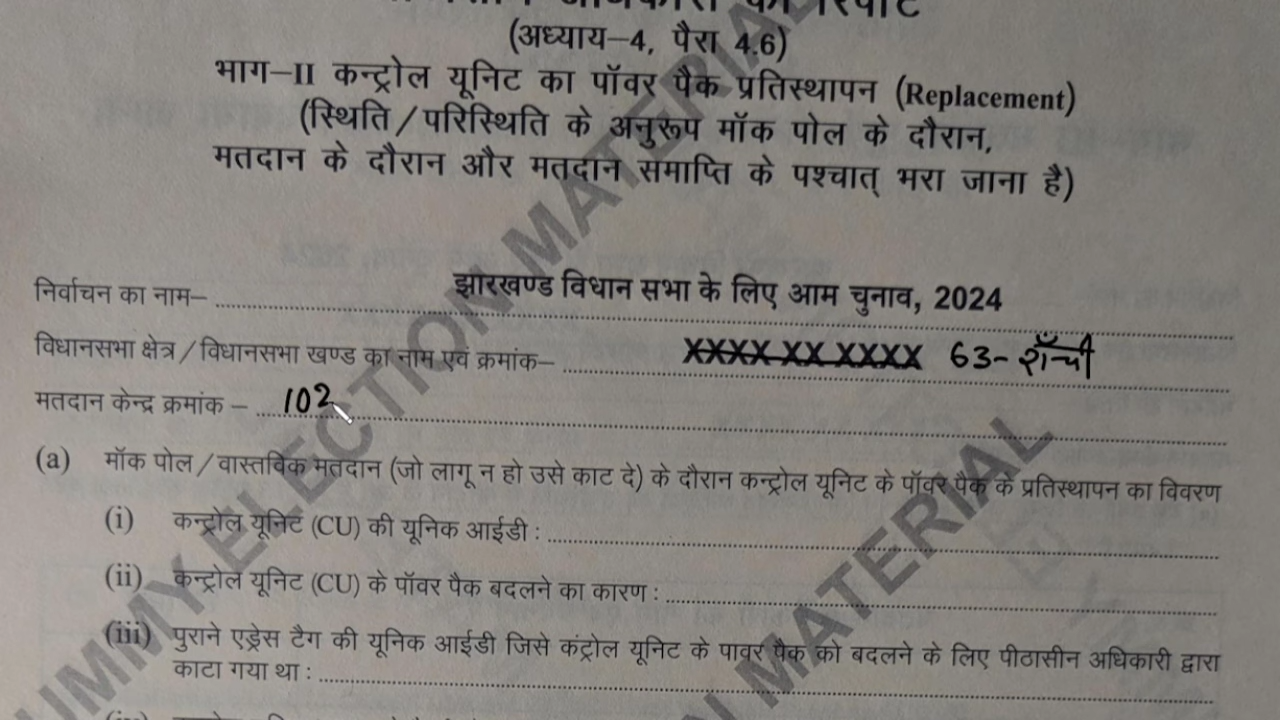 (अध्याय–4, पैरा 4.6)
भाग–II कन्ट्रोल यूनिट का पॉवर पैक प्रतिस्थापन (Replacement)
(स्थिति/परिस्थिति के अनुरूप मॉक पोल के दौरान,
मतदान के दौरान और मतदान समाप्ति के पश्चात् भरा जाना है)
निर्वाचन का नाम– झारखण्ड विधान सभा के लिए आम चुनाव, 2024
विधानसभा क्षेत्र/विधानसभा खण्ड का नाम एवं क्रमांक– XXXX XX XXXX 63- राँची
मतदान केन्द्र क्रमांक – 102
(a) मॉक पोल/वास्तविक मतदान (जो लागू न हो उसे काट दे) के दौरान कन्ट्रोल यूनिट के पॉवर पैक के प्रतिस्थापन का विवरण
(i) कन्ट्रोल यूनिट (CU) की यूनिक आईडी :
(ii) कन्ट्रोल यूनिट (CU) के पॉवर पैक बदलने का कारण :
(iii) पुराने एड्रेस टैग की यूनिक आईडी जिसे कंट्रोल यूनिट के पावर पैक को बदलने के लिए पीठासीन अधिकारी द्वारा
काटा गया था :
UMMY ELECTION MATERIAL
N MATERIAL